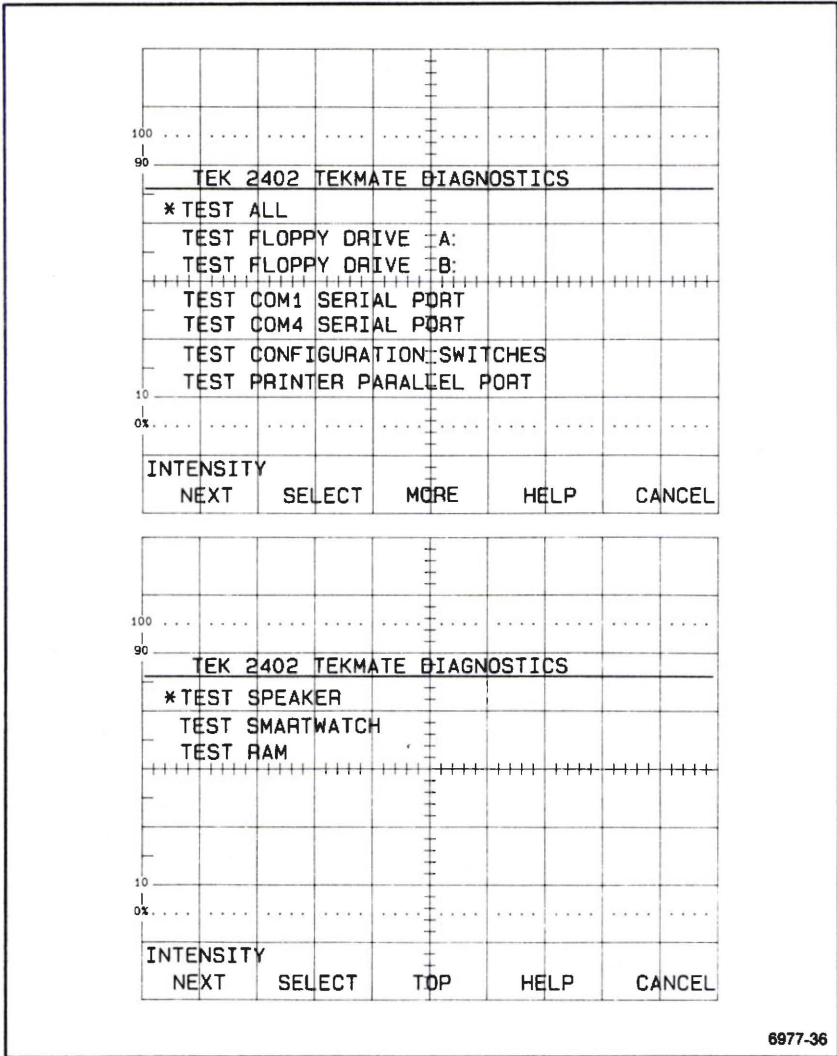 100
90
TEK 2402 TEKMATE DIAGNOSTICS
*TEST ALL
TEST FLOPPY DRIVE A:
TEST FLOPPY DRIVE B:
TEST COM1 SERIAL PORT
TEST COM4 SERIAL PORT
TEST CONFIGURATION SWITCHES
TEST PRINTER PARALLEL PORT
10
0%
INTENSITY
NEXT SELECT MORE HELP CANCEL
100
90
TEK 2402 TEKMATE DIAGNOSTICS
*TEST SPEAKER
TEST SMARTWATCH
TEST RAM
10
0%
INTENSITY
NEXT SELECT TOP HELP CANCEL
6977-36